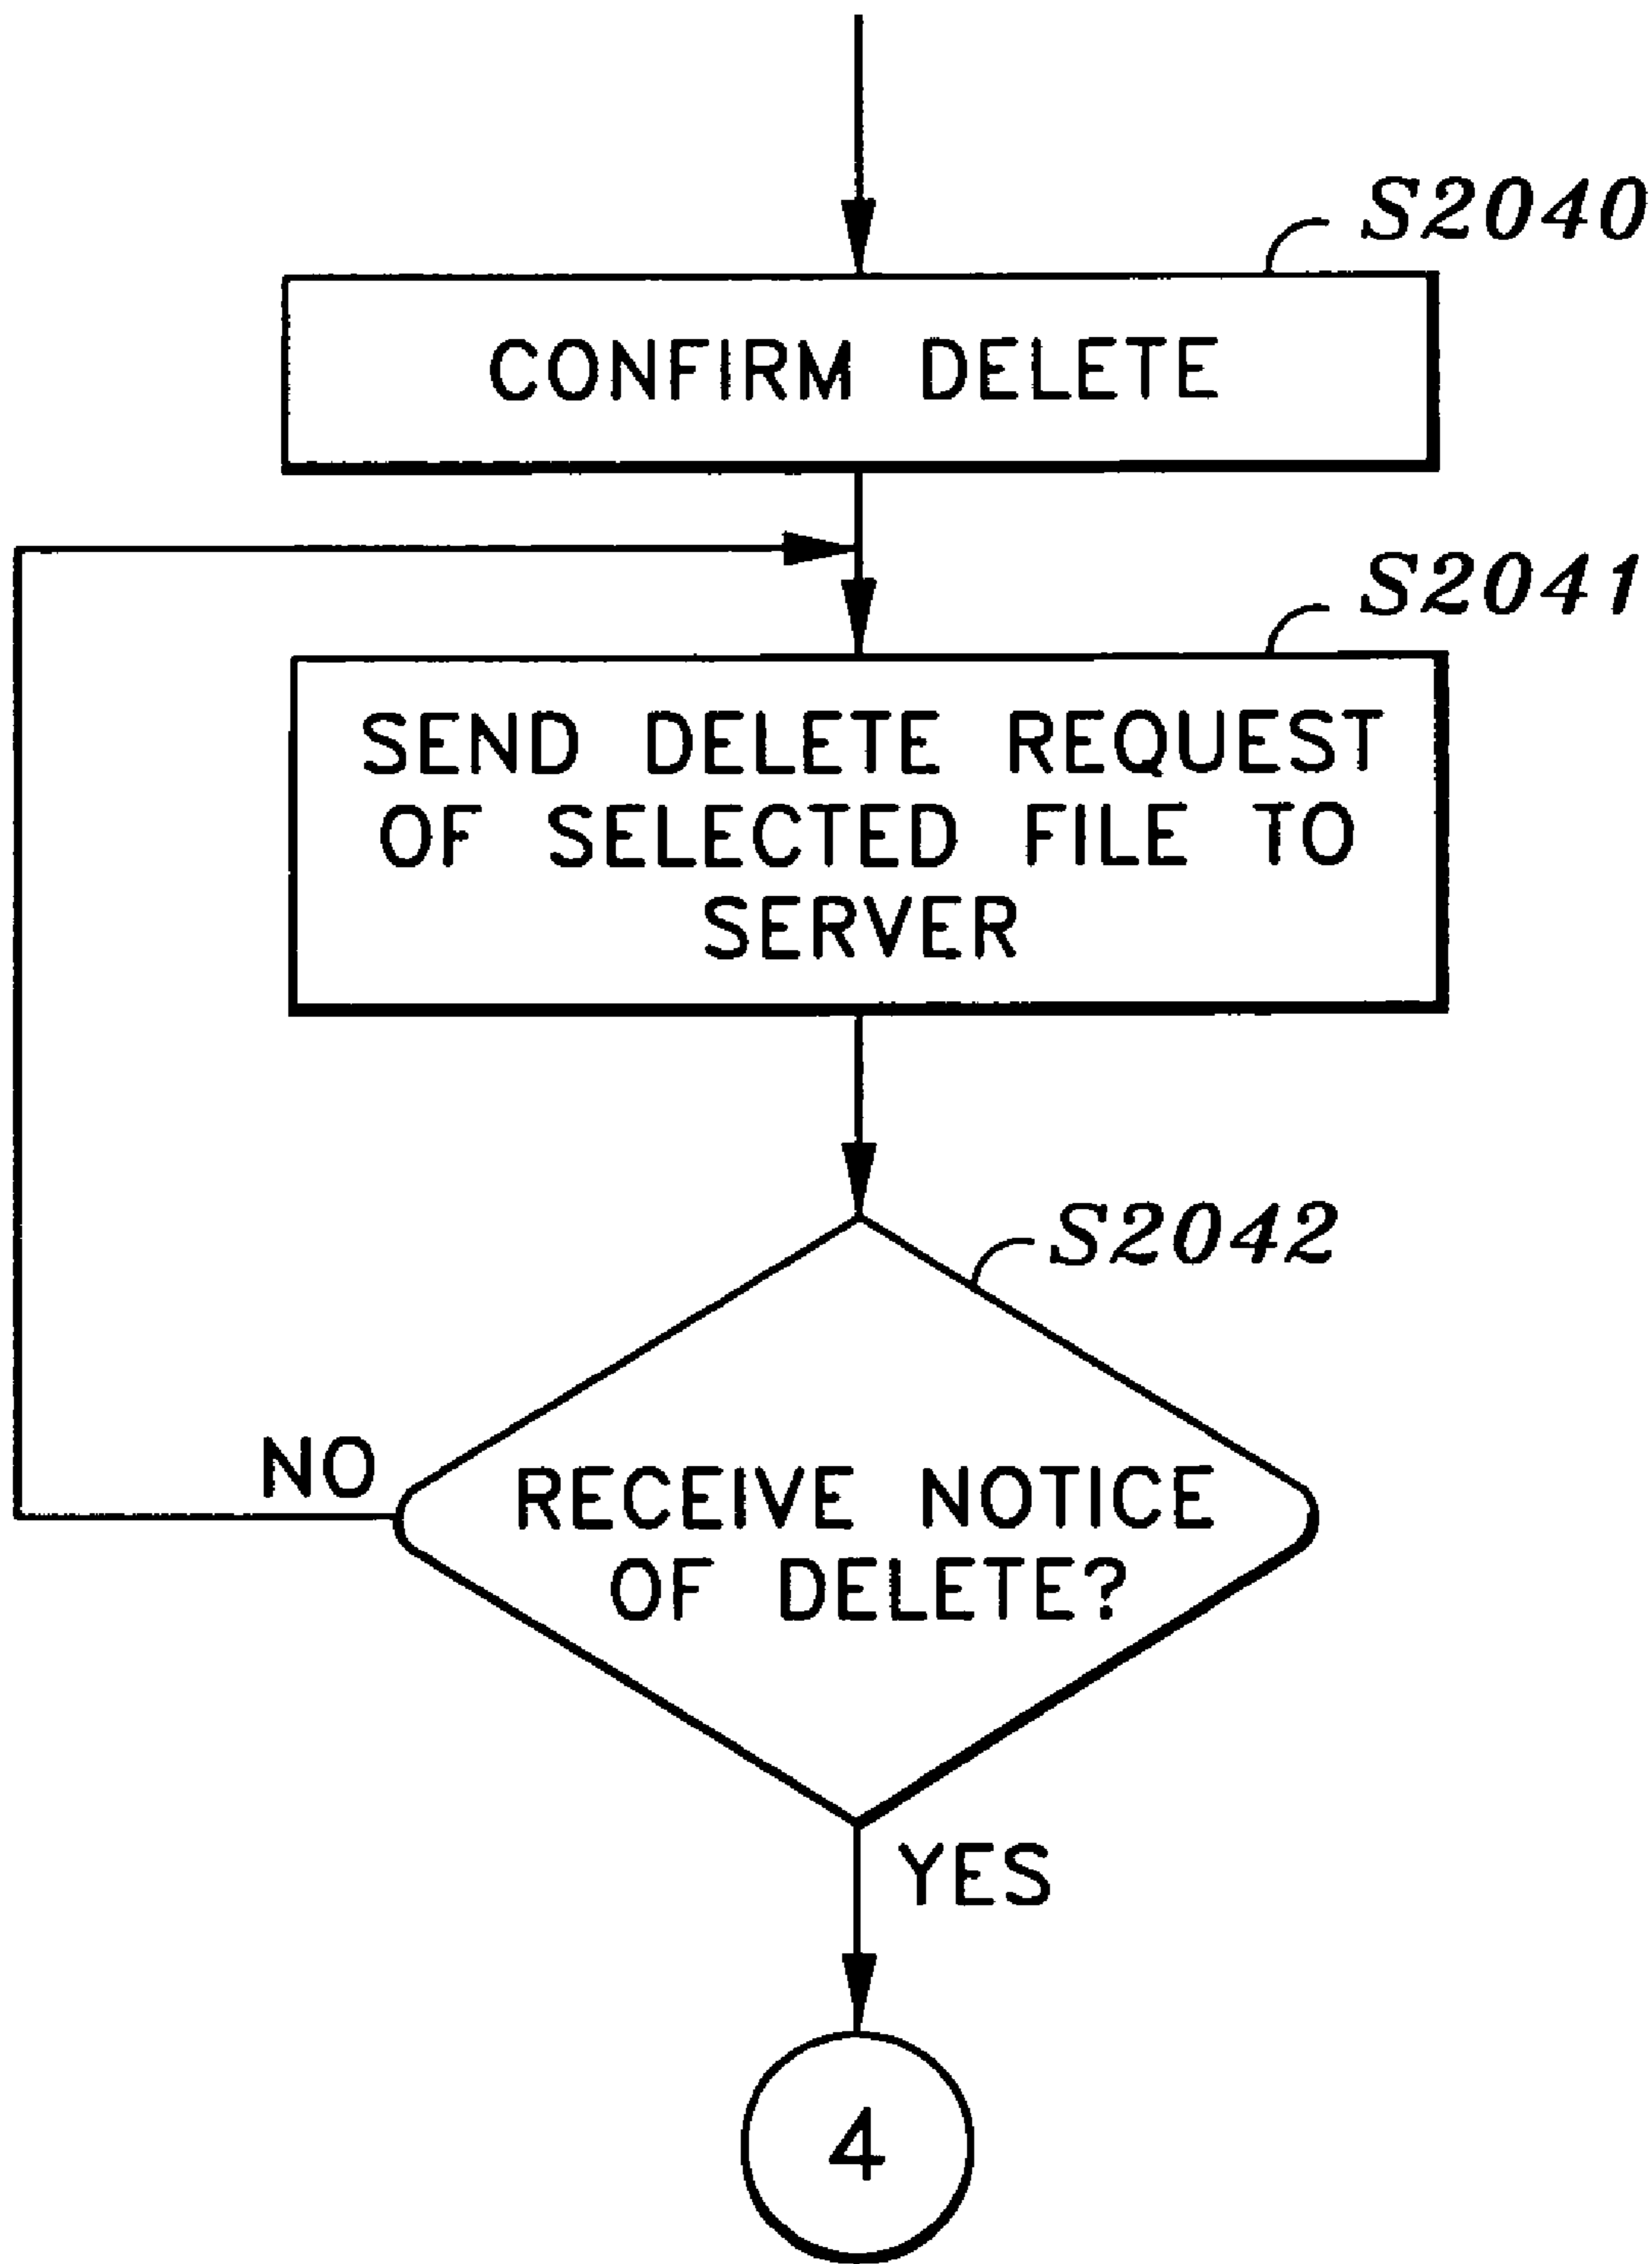 S2040
CONFIRM DELETE
S2041
SEND DELETE REQUEST
OF SELECTED FILE TO
SERVER
S2042
NO
RECEIVE NOTICE
OF DELETE?
YES
4